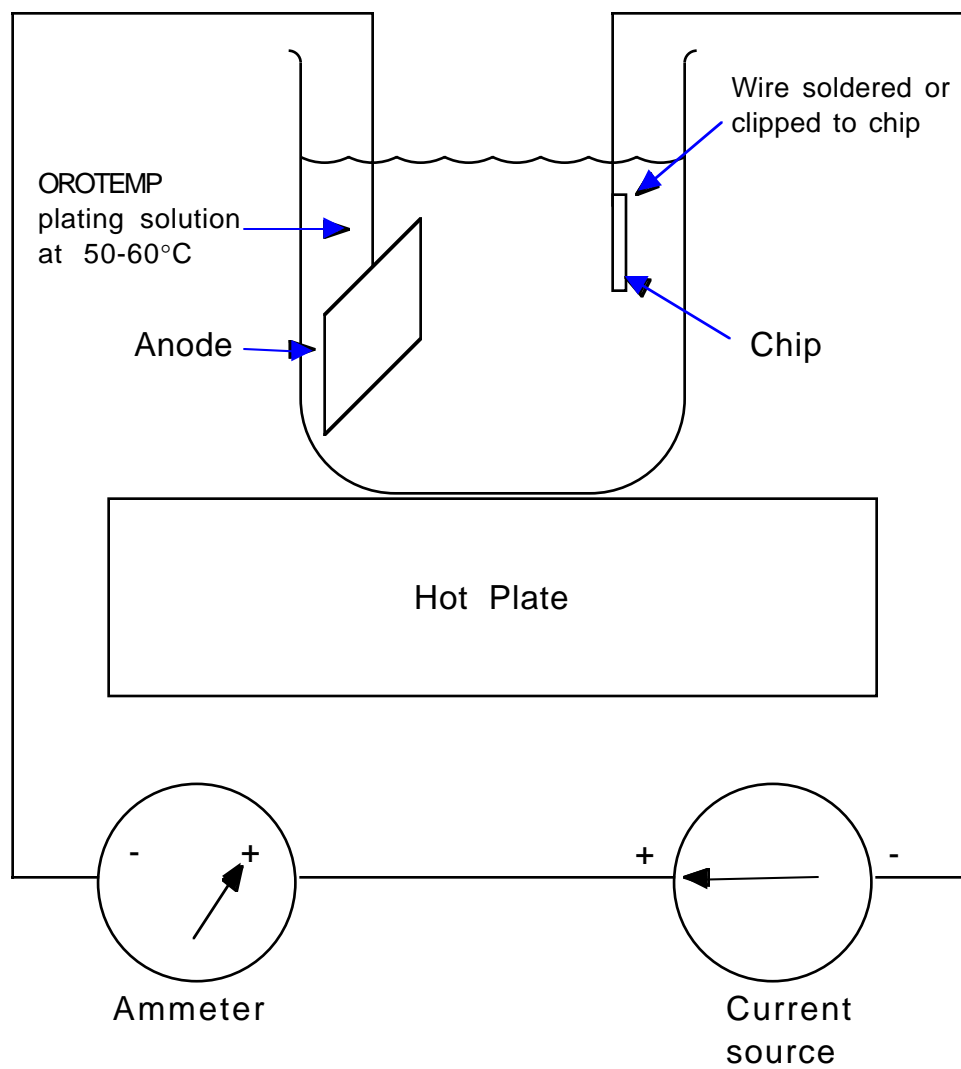 Wire soldered or
clipped to chip
OROTEMP
plating solution
at 50-60°C
Anode
Chip
Hot Plate
- +
+ -
Ammeter
Current
source